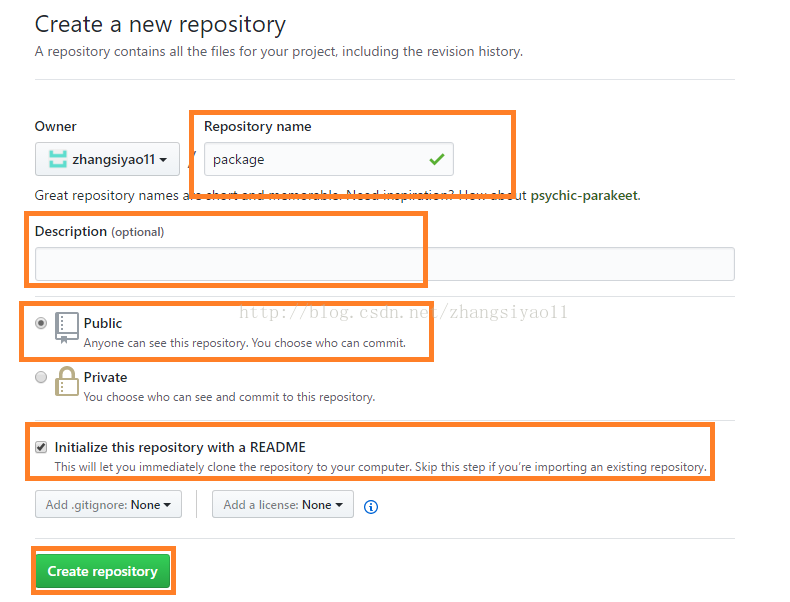 Create a new repository
A repository contains all the files for your project, including the revision history.
Owner
Repository name
zhangsiyao11
/
package
Great repository names are short and memorable. Need inspiration? How about psychic-parakeet.
Description (optional)
http://blog.csdn.net/zhangsiyao11
Public
Anyone can see this repository. You choose who can commit.
Private
You choose who can see and commit to this repository.
Initialize this repository with a README
This will let you immediately clone the repository to your computer. Skip this step if you’re importing an existing repository.
Add .gitignore: None
Add a license: None
Create repository